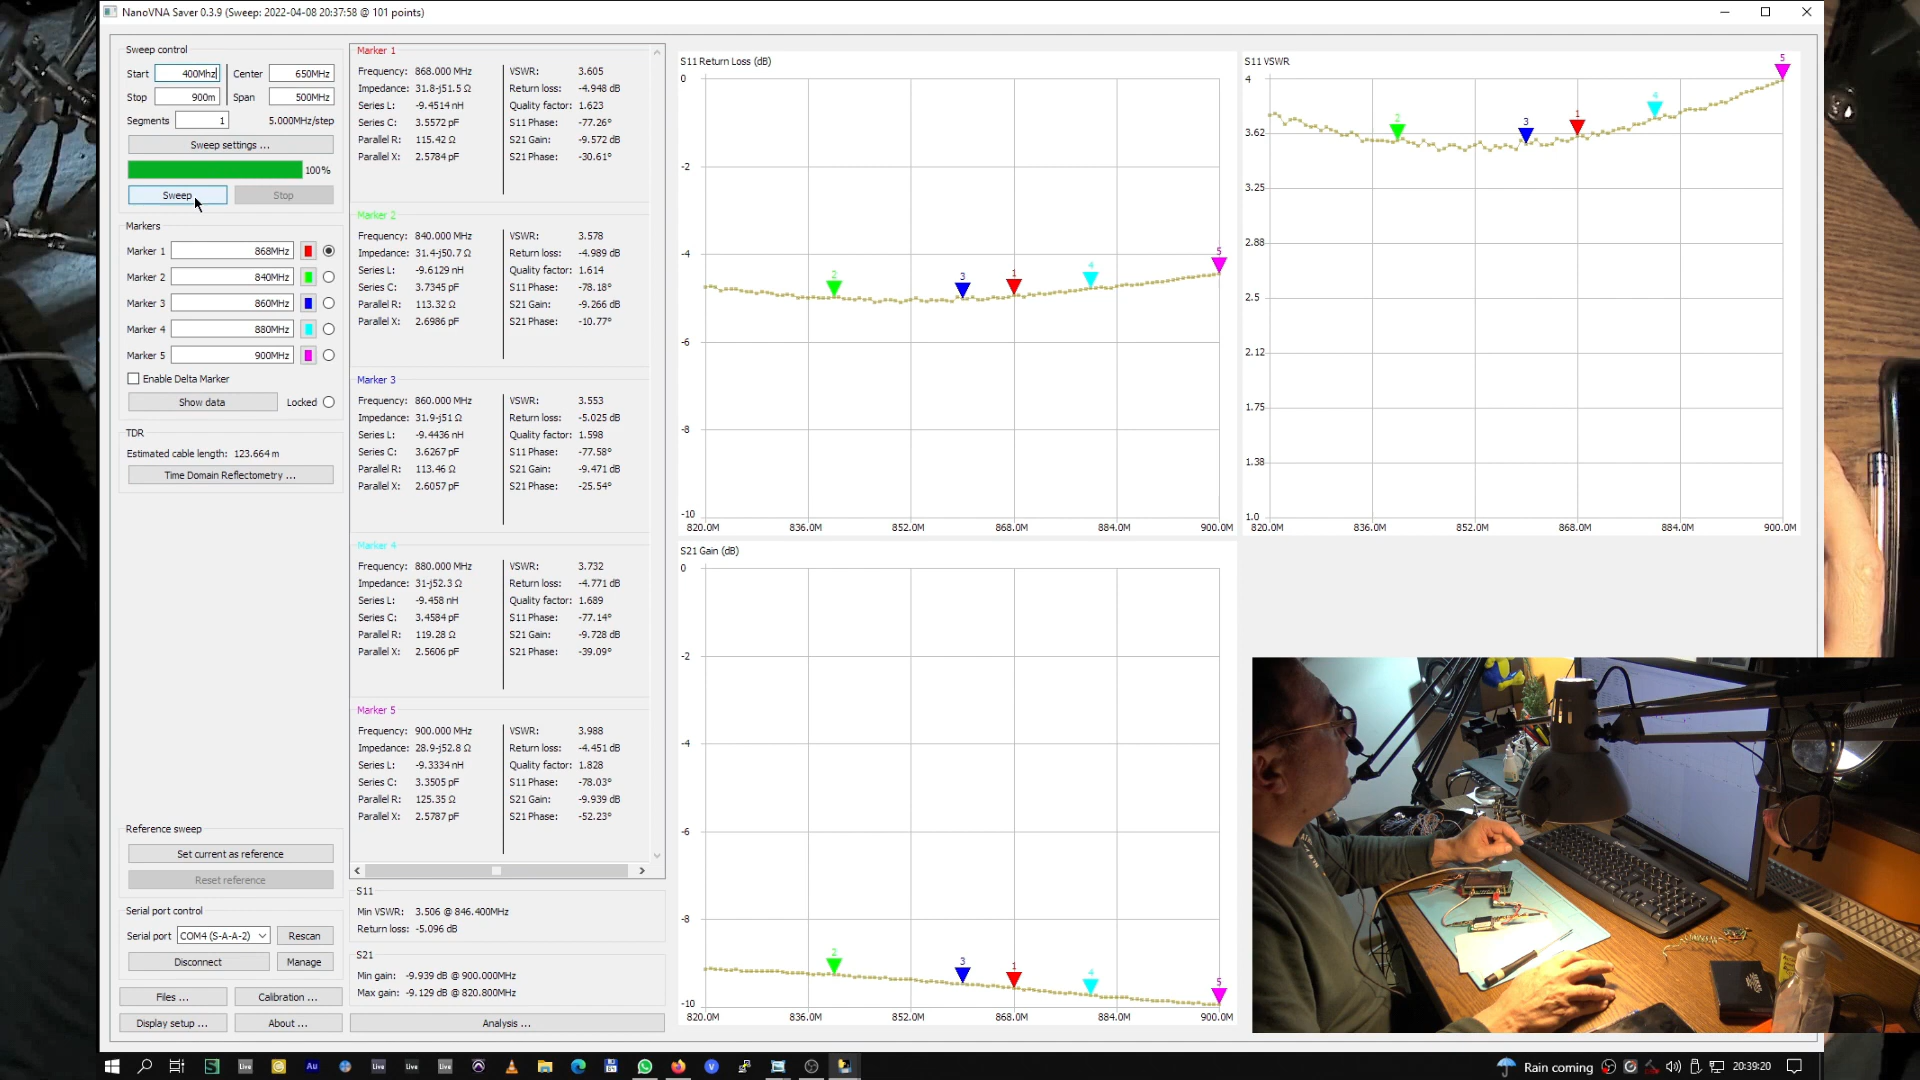 NanoVNA Saver 0.3.9 (Sweep: 2022-04-08 20:37:58 @ 101 points)
Sweep control
Start 400Mhz Center 650MHz
Stop 900m Span 500MHz
Segments 1 5.000MHz/step
Sweep settings ...
100%
Sweep Stop
Markers
Marker 1 868MHz
Marker 2 840MHz
Marker 3 860MHz
Marker 4 880MHz
Marker 5 900MHz
Enable Delta Marker
Show data Locked
TDR
Estimated cable length: 123.664 m
Time Domain Reflectometry ...
Reference sweep
Set current as reference
Reset reference
Serial port control
Serial port COM4 (S-A-A-2) Rescan
Disconnect Manage
Files ... Calibration ...
Display setup ... About ...
Marker 1
Frequency: 868.000 MHz VSWR: 3.605
Impedance: 31.8-j51.5 Ω Return loss: -4.948 dB
Series L: -9.4514 nH Quality factor: 1.623
Series C: 3.5572 pF S11 Phase: -77.26°
Parallel R: 115.42 Ω S21 Gain: -9.572 dB
Parallel X: 2.5784 pF S21 Phase: -30.61°
Marker 2
Frequency: 840.000 MHz VSWR: 3.578
Impedance: 31.4-j50.7 Ω Return loss: -4.989 dB
Series L: -9.6129 nH Quality factor: 1.614
Series C: 3.7345 pF S11 Phase: -78.18°
Parallel R: 113.32 Ω S21 Gain: -9.266 dB
Parallel X: 2.6986 pF S21 Phase: -10.77°
Marker 3
Frequency: 860.000 MHz VSWR: 3.553
Impedance: 31.9-j51 Ω Return loss: -5.025 dB
Series L: -9.4436 nH Quality factor: 1.598
Series C: 3.6267 pF S11 Phase: -77.58°
Parallel R: 113.46 Ω S21 Gain: -9.471 dB
Parallel X: 2.6057 pF S21 Phase: -25.54°
Marker 4
Frequency: 880.000 MHz VSWR: 3.732
Impedance: 31-j52.3 Ω Return loss: -4.771 dB
Series L: -9.458 nH Quality factor: 1.689
Series C: 3.4584 pF S11 Phase: -77.14°
Parallel R: 119.28 Ω S21 Gain: -9.728 dB
Parallel X: 2.5606 pF S21 Phase: -39.09°
Marker 5
Frequency: 900.000 MHz VSWR: 3.988
Impedance: 28.9-j52.8 Ω Return loss: -4.451 dB
Series L: -9.3334 nH Quality factor: 1.828
Series C: 3.3505 pF S11 Phase: -78.03°
Parallel R: 125.35 Ω S21 Gain: -9.939 dB
Parallel X: 2.5787 pF S21 Phase: -52.23°
S11
Min VSWR: 3.506 @ 846.400MHz
Return loss: -5.096 dB
S21
Min gain: -9.939 dB @ 900.000MHz
Max gain: -9.129 dB @ 820.800MHz
Analysis ...
S11 Return Loss (dB)
0
-2
-4
2 3 1 4 5
-6
-8
-10
820.0M 836.0M 852.0M 868.0M 884.0M 900.0M
S11 VSWR
4
2 3 1 4 5
3.62
3.25
2.88
2.5
2.12
1.75
1.38
1.0
820.0M 836.0M 852.0M 868.0M 884.0M 900.0M
S21 Gain (dB)
0
-2
-4
-6
-8
2 3 1 4 5
-10
820.0M 836.0M 852.0M 868.0M 884.0M 900.0M
Live Au Live Live Live
Rain coming 20:39:20